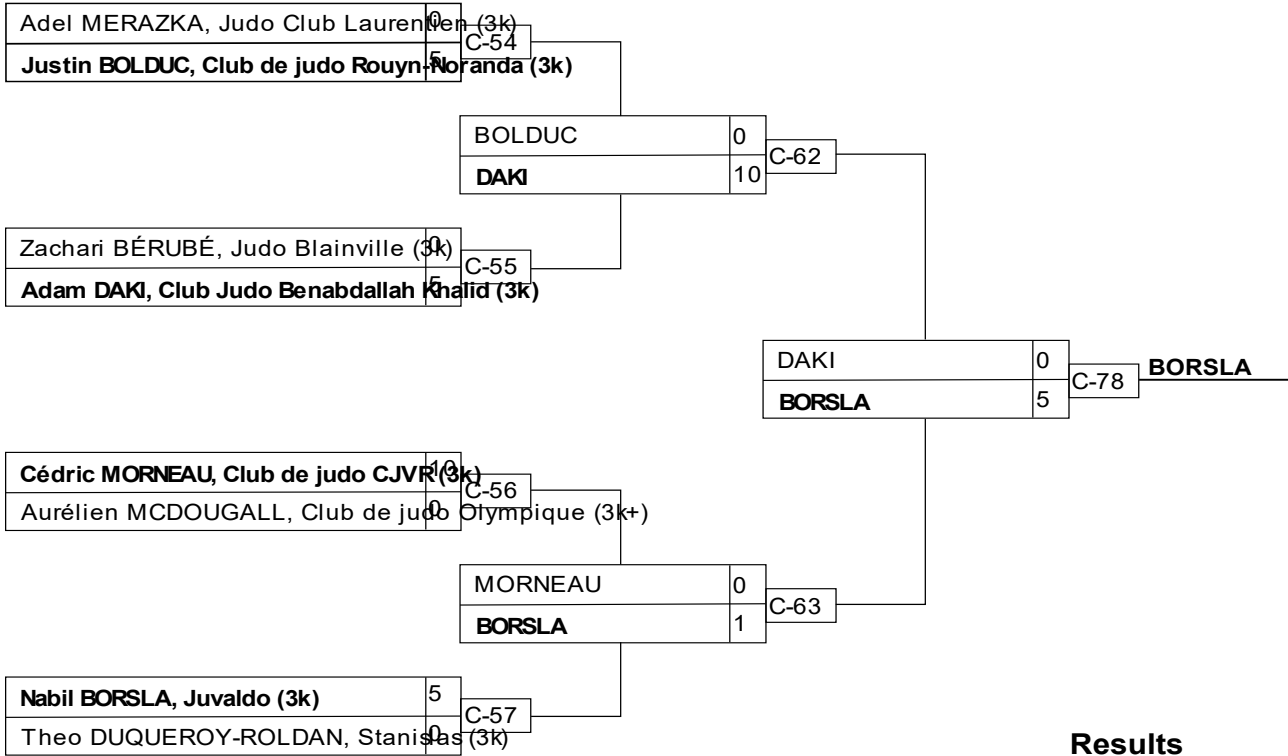 Adel MERAZKA, Judo Club Laurentien (3k) 0
C-54
Justin BOLDUC, Club de judo Rouyn-Noranda (3k) 5
BOLDUC 0
C-62
DAKI 10
Zachari BÉRUBÉ, Judo Blainville (3k) 0
C-55
Adam DAKI, Club Judo Benabdallah Khalid (3k) 5
DAKI 0
C-78 BORSLA
BORSLA 5
Cédric MORNEAU, Club de judo CJVR (3k) 10
C-56
Aurélien MCDOUGALL, Club de judo Olympique (3k+) 0
MORNEAU 0
C-63
BORSLA 1
Nabil BORSLA, Juvaldo (3k) 5
C-57
Theo DUQUEROY-ROLDAN, Stanislas (3k) 0
Results